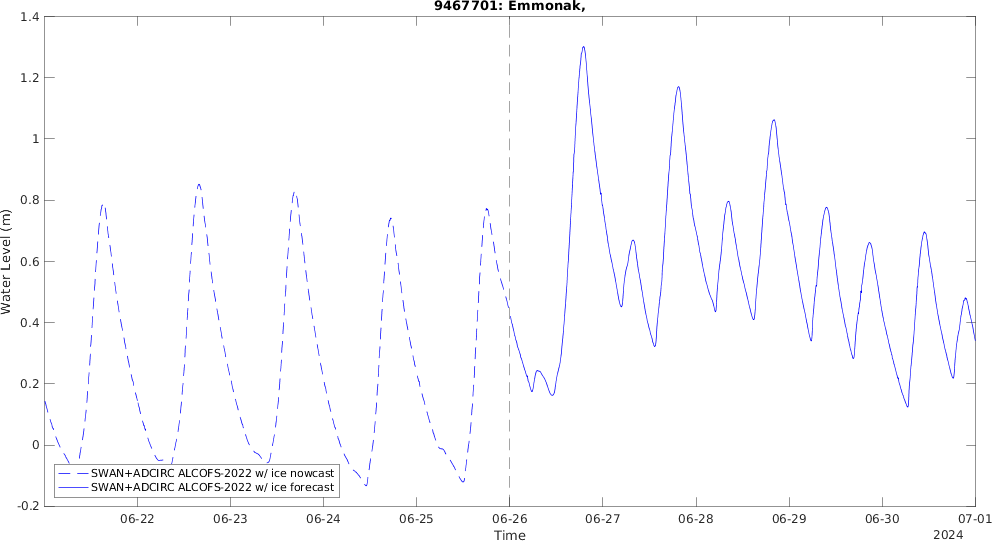 9467701: Emmonak,
1.4
1.2
1
0.8
0.6
0.4
0.2
0
-0.2
Water Level (m)
SWAN+ADCIRC ALCOFS-2022 w/ ice nowcast
SWAN+ADCIRC ALCOFS-2022 w/ ice forecast
06-22 06-23 06-24 06-25 06-26 06-27 06-28 06-29 06-30 07-01
Time
2024